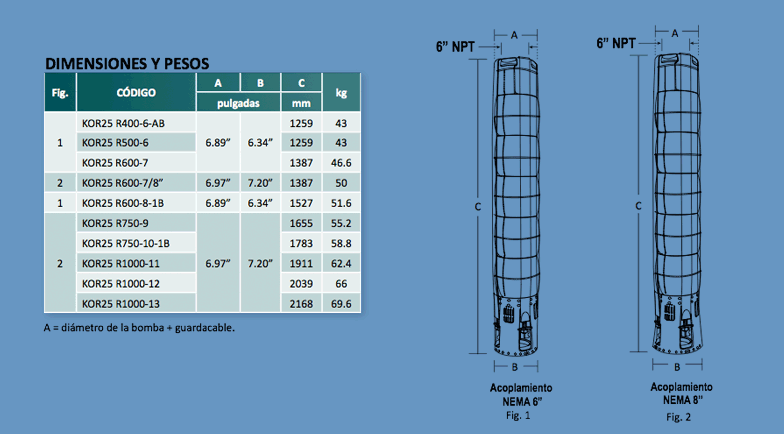 DIMENSIONES Y PESOS
Fig. CÓDIGO A B C kg
pulgadas mm
KOR25 R400-6-AB 1259 43
1 KOR25 R500-6 6.89” 6.34” 1259 43
KOR25 R600-7 1387 46.6
2 KOR25 R600-7/8” 6.97” 7.20” 1387 50
1 KOR25 R600-8-1B 6.89” 6.34” 1527 51.6
KOR25 R750-9 1655 55.2
KOR25 R750-10-1B 1783 58.8
2 KOR25 R1000-11 6.97” 7.20” 1911 62.4
KOR25 R1000-12 2039 66
KOR25 R1000-13 2168 69.6
A = diámetro de la bomba + guardacable.
A
6” NPT
C
B
Acoplamiento
NEMA 6”
Fig. 1
A
6” NPT
C
B
Acoplamiento
NEMA 8”
Fig. 2